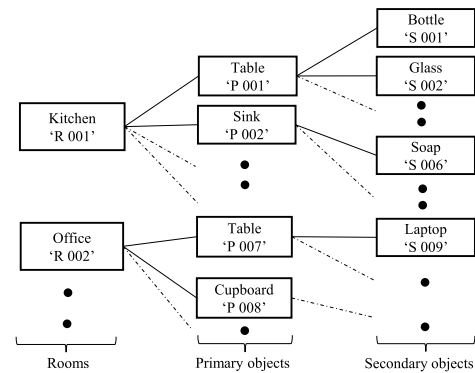 Bottle
‘S 001’
Table
‘P 001’
Glass
‘S 002’
Kitchen
‘R 001’
Sink
‘P 002’
Soap
‘S 006’
Office
‘R 002’
Table
‘P 007’
Laptop
‘S 009’
Cupboard
‘P 008’
Rooms
Primary objects
Secondary objects